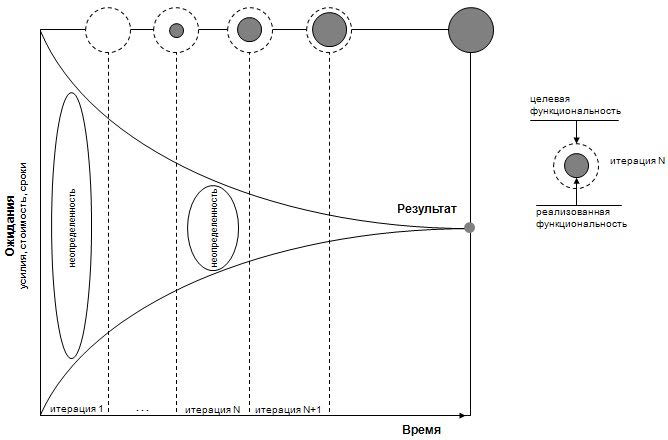 целевая
функциональность
итерация N
реализованная
функциональность
Ожидания
усилия, стоимость, сроки
неопределенность
неопределенность
Результат
итерация 1
. . .
итерация N
итерация N+1
Время